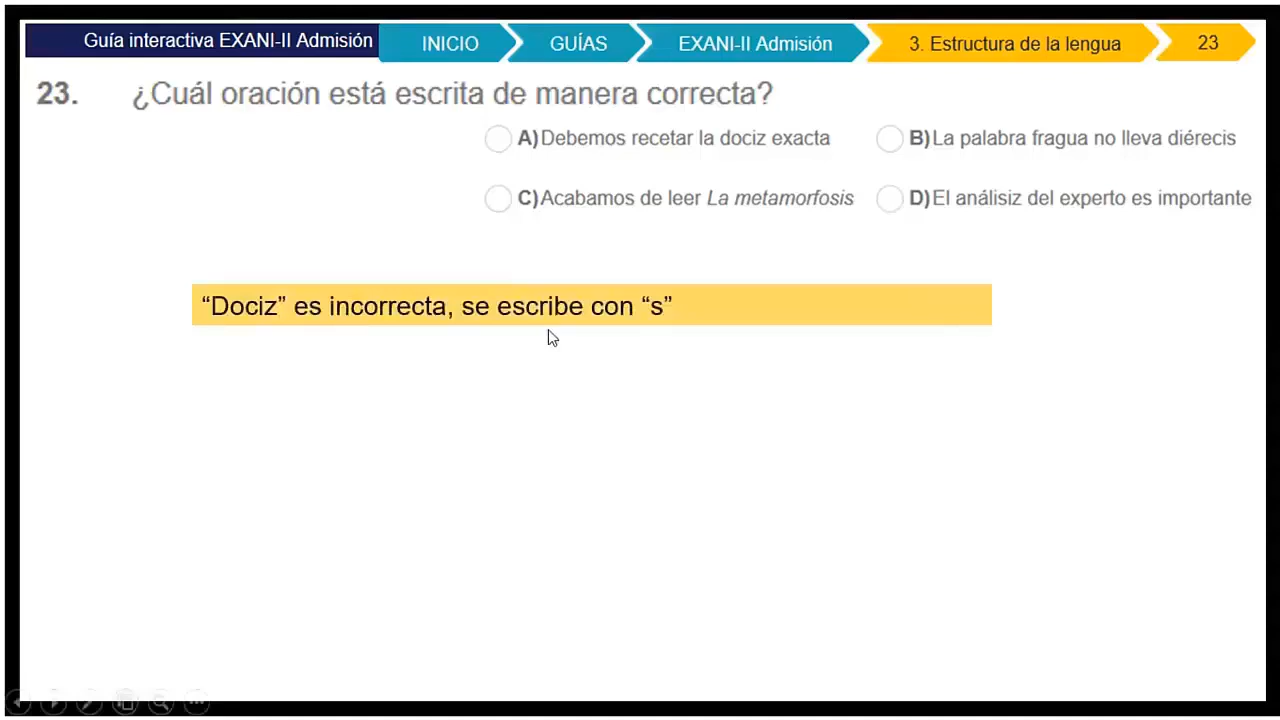 Guía interactiva EXANI-II Admisión
INICIO
GUÍAS
EXANI-II Admisión
3. Estructura de la lengua
23
23. ¿Cuál oración está escrita de manera correcta?
A) Debemos recetar la dociz exacta
B) La palabra fragua no lleva diérecis
C) Acabamos de leer La metamorfosis
D) El análisiz del experto es importante
“Dociz” es incorrecta, se escribe con “s”